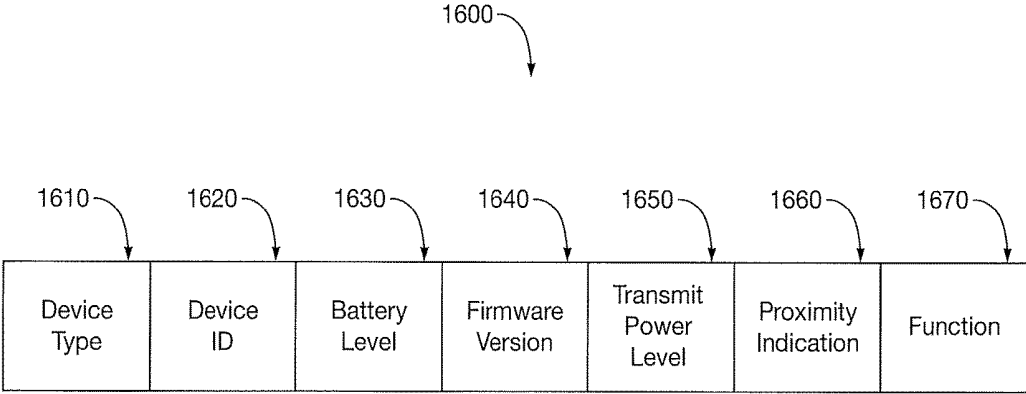 1600
1610 1620 1630 1640 1650 1660 1670
Device
Type
Device
ID
Battery
Level
Firmware
Version
Transmit
Power
Level
Proximity
Indication
Function